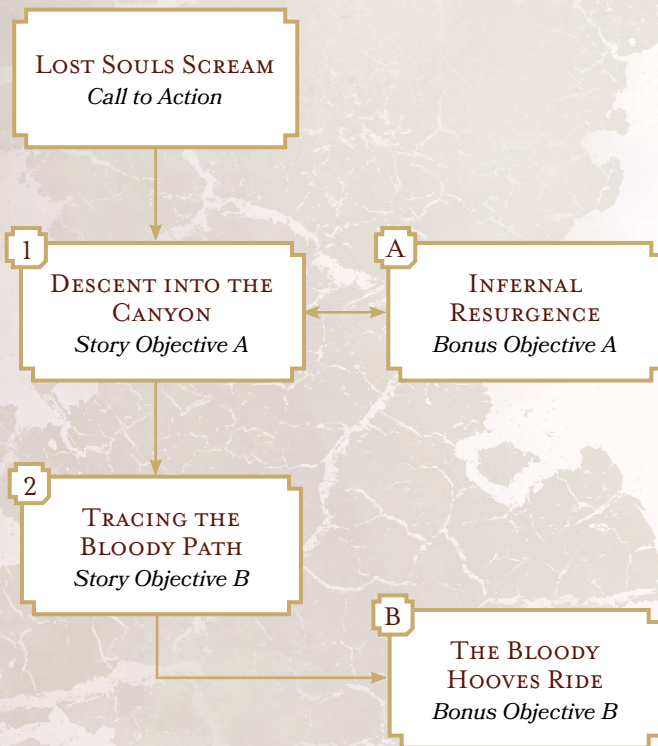 Lost Souls Scream
Call to Action
1
Descent into the
Canyon
Story Objective A
A
Infernal
Resurgence
Bonus Objective A
2
Tracing the
Bloody Path
Story Objective B
B
The Bloody
Hooves Ride
Bonus Objective B